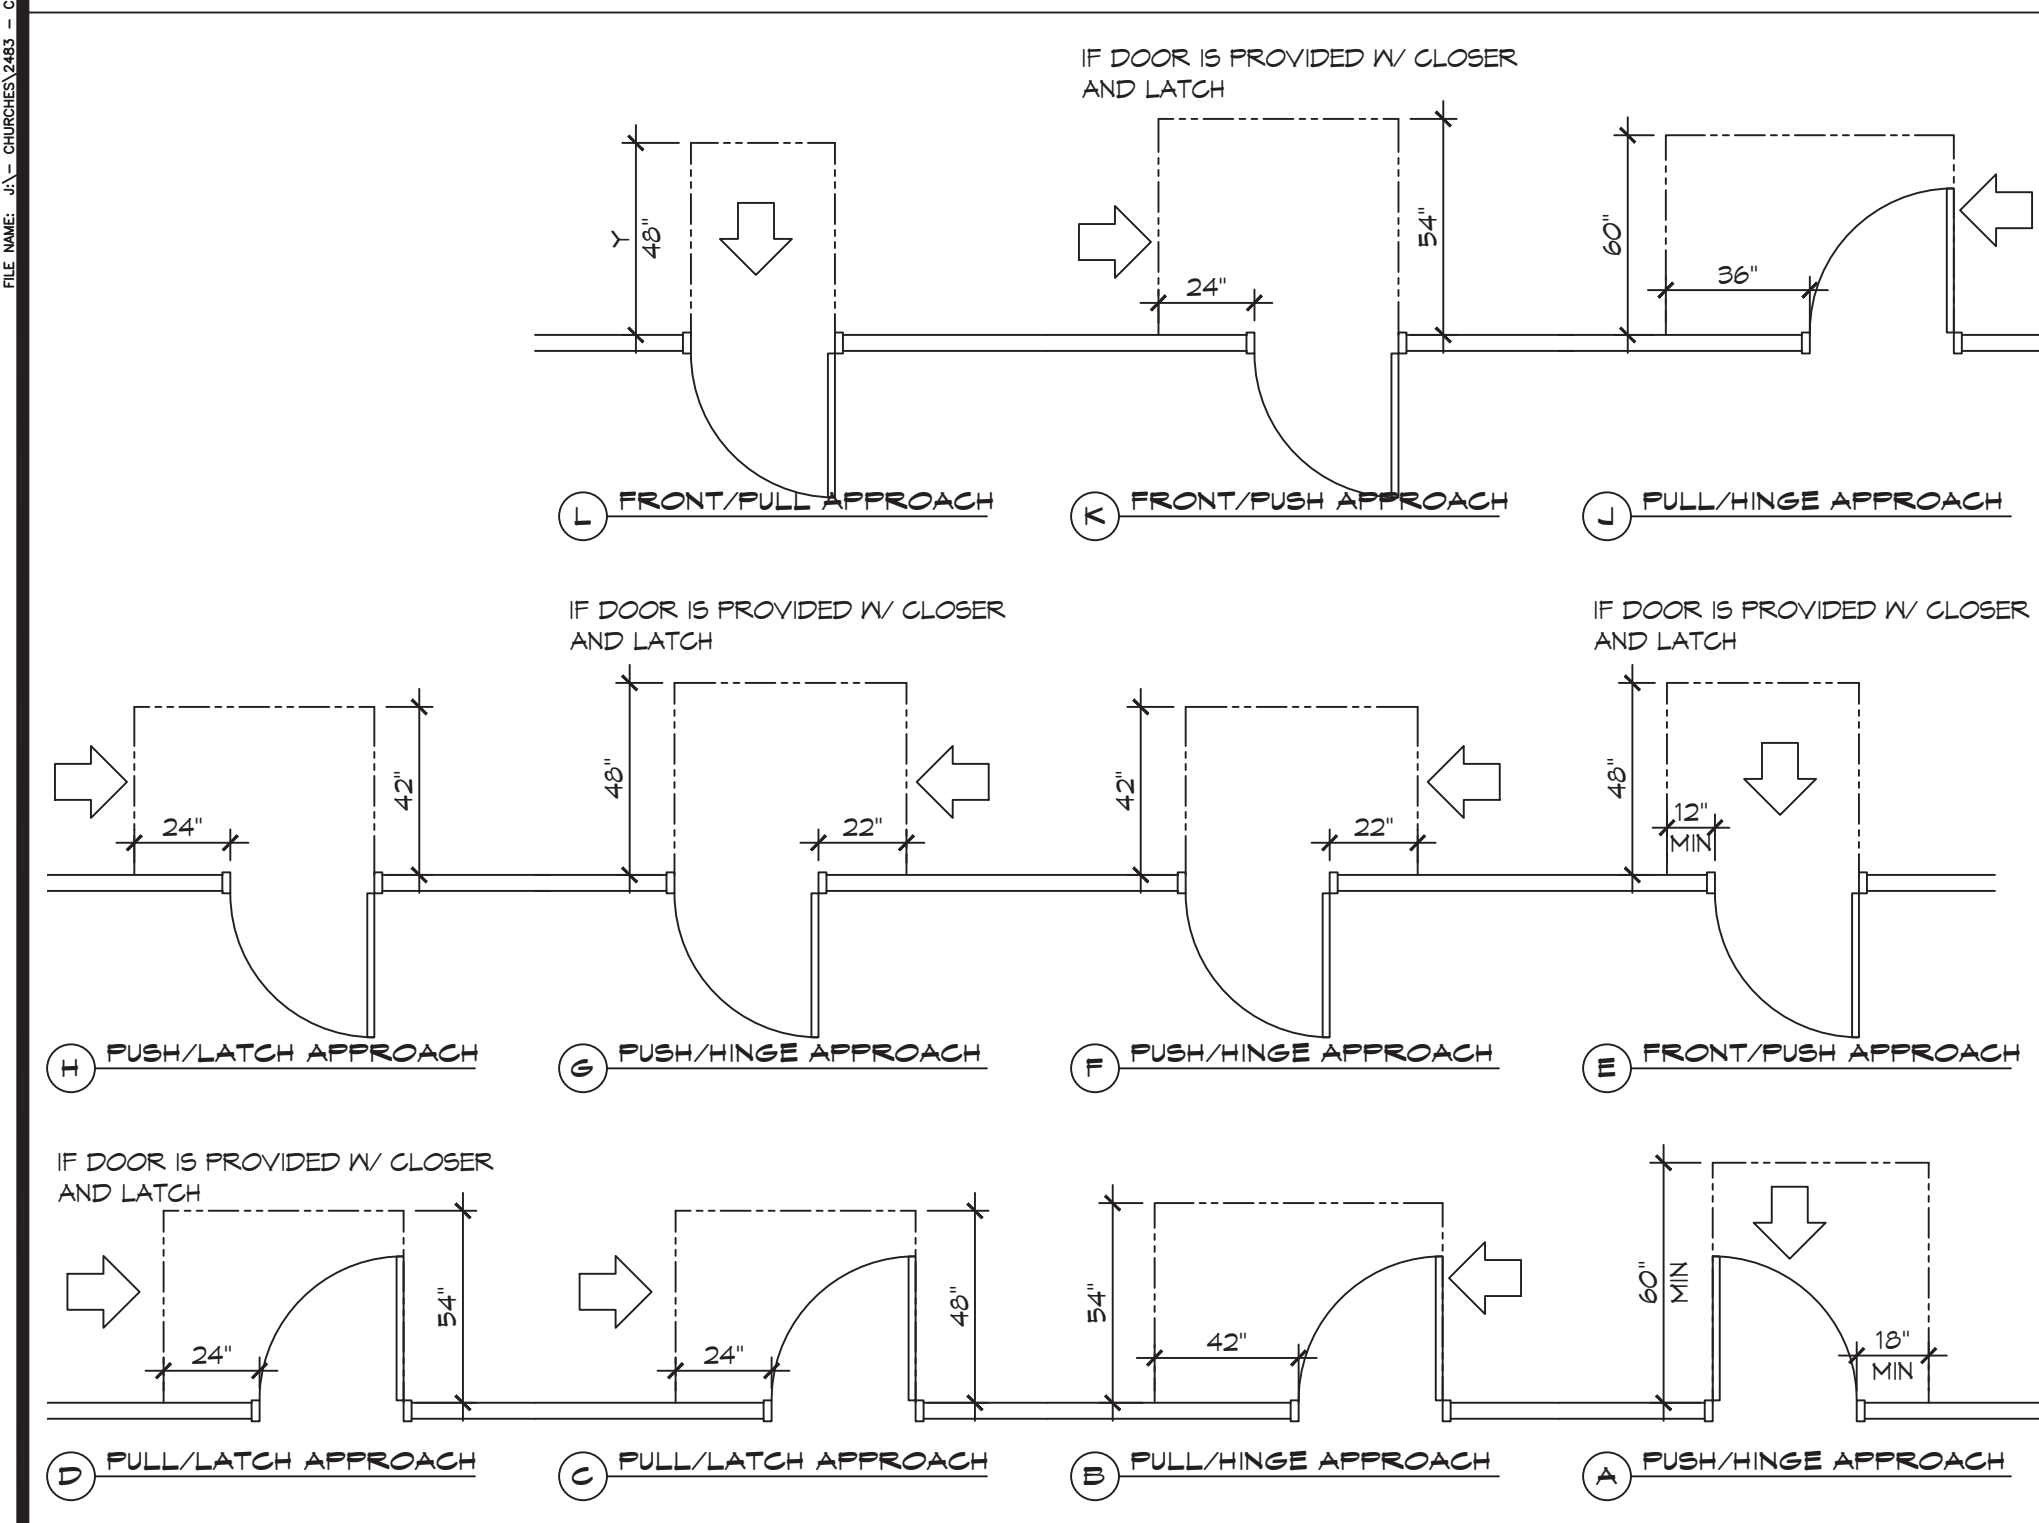 FILE NAME: J:\- CHURCHES\2483 - C
IF DOOR IS PROVIDED W/ CLOSER
AND LATCH
Y
48"
24"
54"
60"
36"
L FRONT/PULL APPROACH
K FRONT/PUSH APPROACH
J PULL/HINGE APPROACH
IF DOOR IS PROVIDED W/ CLOSER
AND LATCH
IF DOOR IS PROVIDED W/ CLOSER
AND LATCH
24"
42"
48"
22"
42"
22"
48"
12"
MIN
H PUSH/LATCH APPROACH
G PUSH/HINGE APPROACH
F PUSH/HINGE APPROACH
E FRONT/PUSH APPROACH
IF DOOR IS PROVIDED W/ CLOSER
AND LATCH
24"
54"
24"
48"
54"
42"
60"
MIN
18"
MIN
D PULL/LATCH APPROACH
C PULL/LATCH APPROACH
B PULL/HINGE APPROACH
A PUSH/HINGE APPROACH